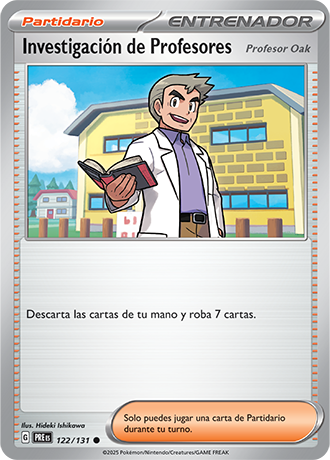 Partidario ENTRENADOR
Investigación de Profesores Profesor Oak
Descarta las cartas de tu mano y roba 7 cartas.
Ilus. Hideki Ishikawa
Solo puedes jugar una carta de Partidario
durante tu turno.
G PRE ES 122/131
©2025 Pokémon/Nintendo/Creatures/GAME FREAK